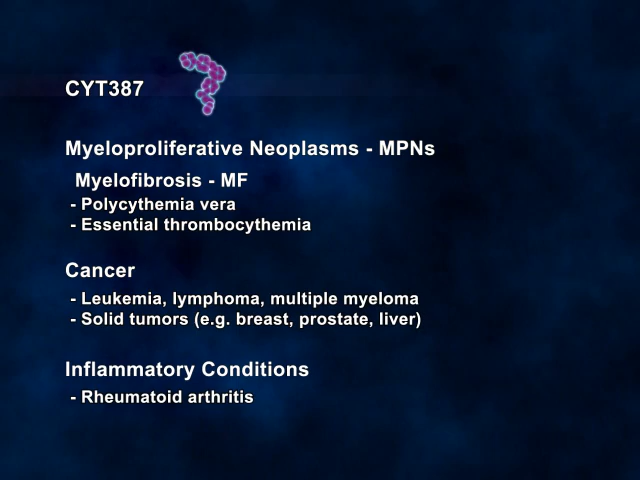 CYT387
Myeloproliferative Neoplasms - MPNs
Myelofibrosis - MF
- Polycythemia vera
- Essential thrombocythemia
Cancer
- Leukemia, lymphoma, multiple myeloma
- Solid tumors (e.g. breast, prostate, liver)
Inflammatory Conditions
- Rheumatoid arthritis